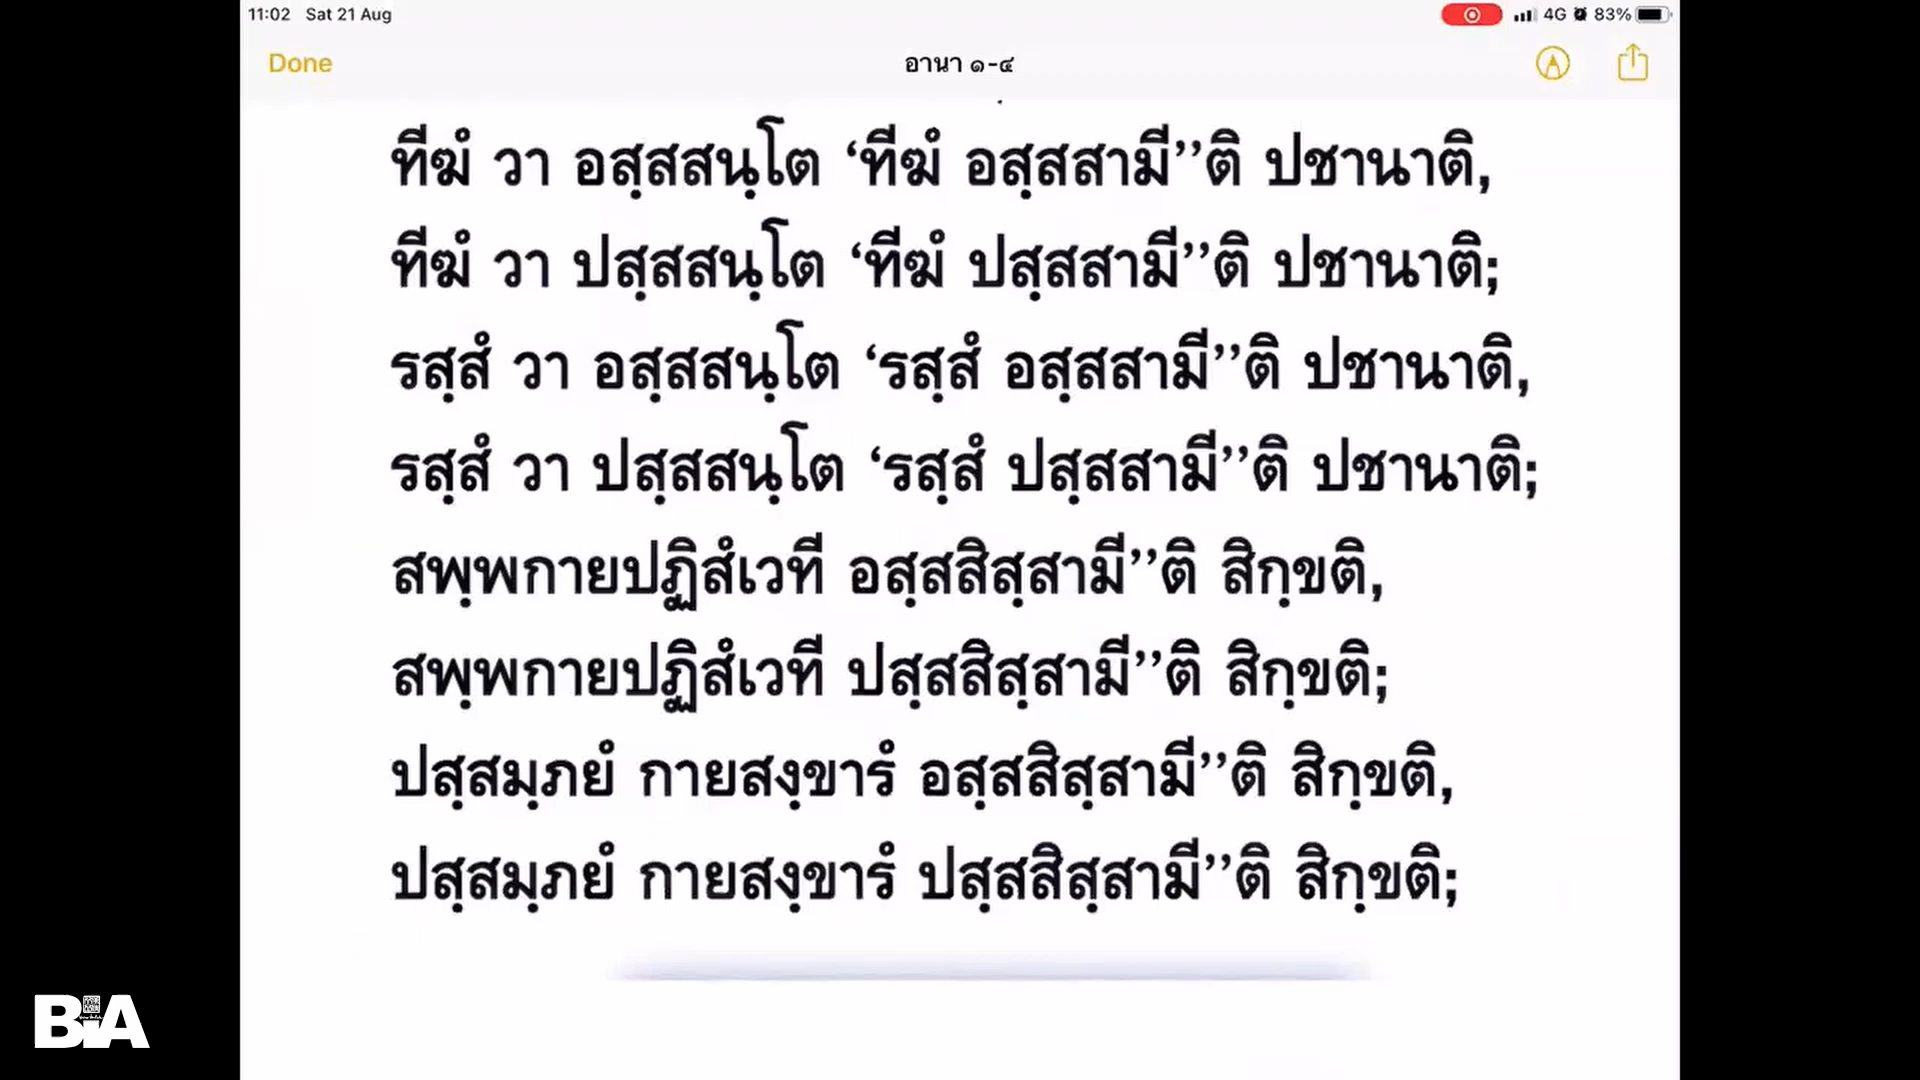 11:02 Sat 21 Aug 4G 83%
Done อานา ๑-๔
ทีฆํ วา อสฺสสนฺโต ‘ทีฆํ อสฺสสามี’’ติ ปชานาติ,
ทีฆํ วา ปสฺสสนฺโต ‘ทีฆํ ปสฺสสามี’’ติ ปชานาติ;
รสฺสํ วา อสฺสสนฺโต ‘รสฺสํ อสฺสสามี’’ติ ปชานาติ,
รสฺสํ วา ปสฺสสนฺโต ‘รสฺสํ ปสฺสสามี’’ติ ปชานาติ;
สพฺพกายปฏิสํเวที อสฺสสิสฺสามี’’ติ สิกฺขติ,
สพฺพกายปฏิสํเวที ปสฺสสิสฺสามี’’ติ สิกฺขติ;
ปสฺสมฺภยํ กายสงฺขารํ อสฺสสิสฺสามี’’ติ สิกฺขติ,
ปสฺสมฺภยํ กายสงฺขารํ ปสฺสสิสฺสามี’’ติ สิกฺขติ;
BiA